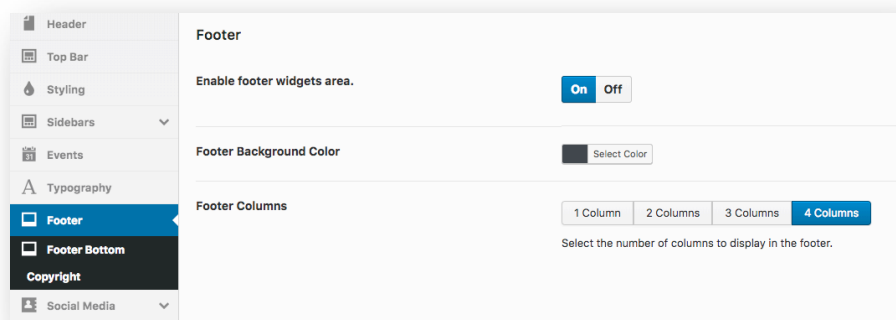 Header
Top Bar
Styling
Sidebars
31
Events
A Typography
Footer
Footer Bottom
Copyright
Social Media
Footer
Enable footer widgets area.
On Off
Footer Background Color
Select Color
Footer Columns
1 Column 2 Columns 3 Columns 4 Columns
Select the number of columns to display in the footer.